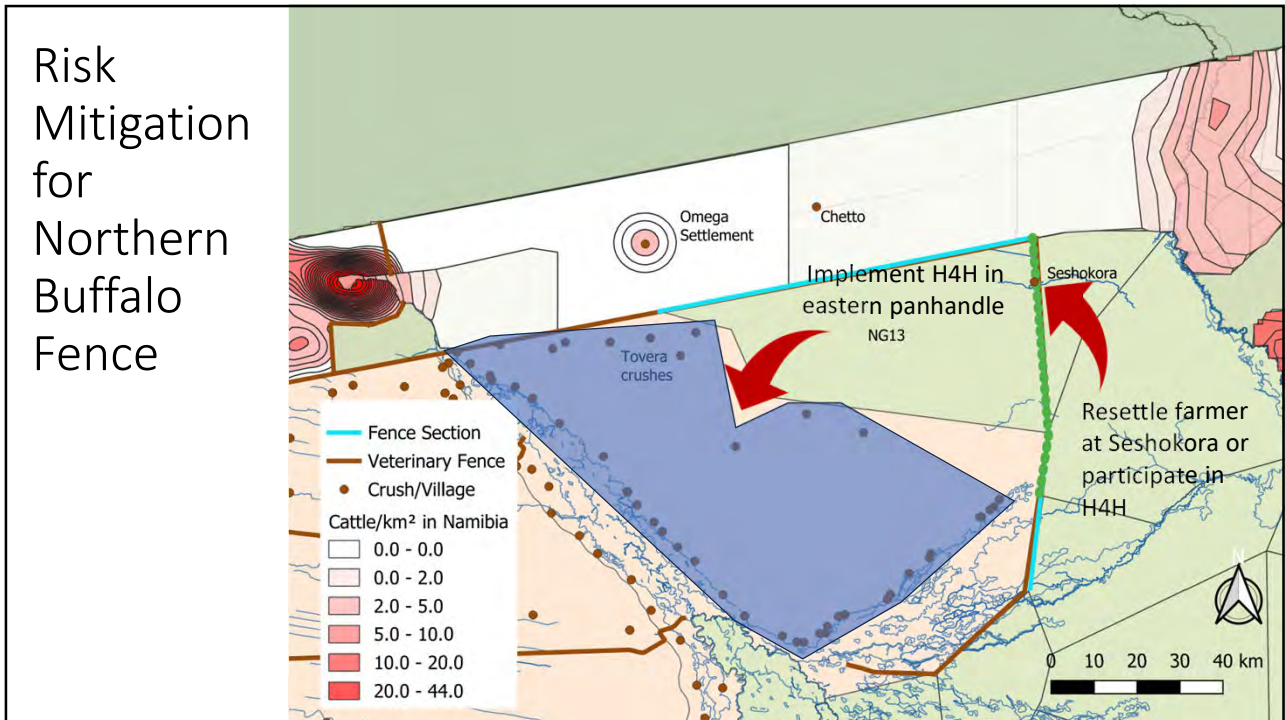 Risk
Mitigation
for
Northern
Buffalo
Fence
Omega
Settlement
Chetto
Implement H4H in
eastern panhandle
NG13
Seshokora
Tovera
crushes
Resettle farmer
at Seshokora or
participate in
H4H
Fence Section
Veterinary Fence
Crush/Village
Cattle/km² in Namibia
0.0 - 0.0
0.0 - 2.0
2.0 - 5.0
5.0 - 10.0
10.0 - 20.0
20.0 - 44.0
N
0 10 20 30 40 km